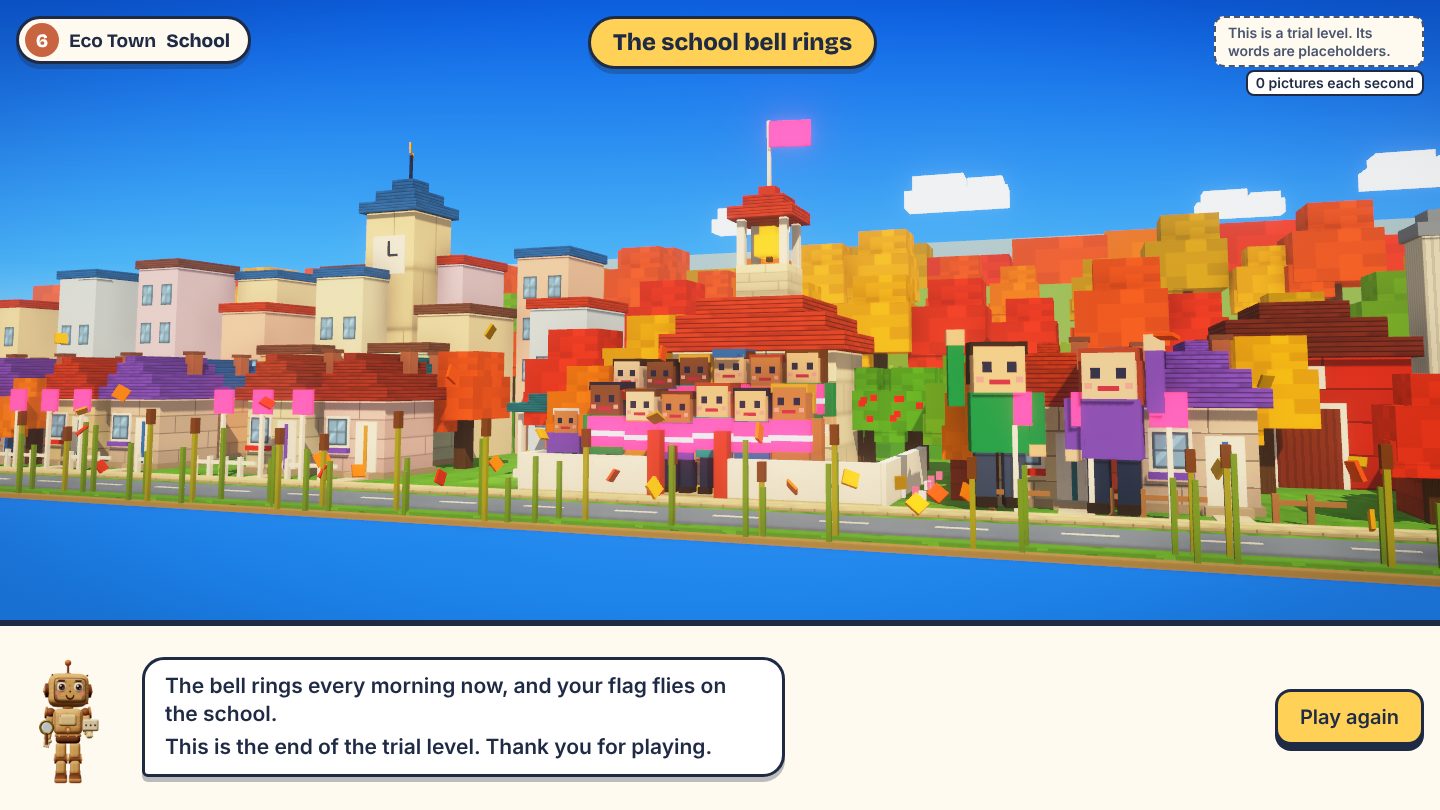 6 Eco Town School
The school bell rings
This is a trial level. Its
words are placeholders.
0 pictures each second
The bell rings every morning now, and your flag flies on
the school.
This is the end of the trial level. Thank you for playing.
Play again